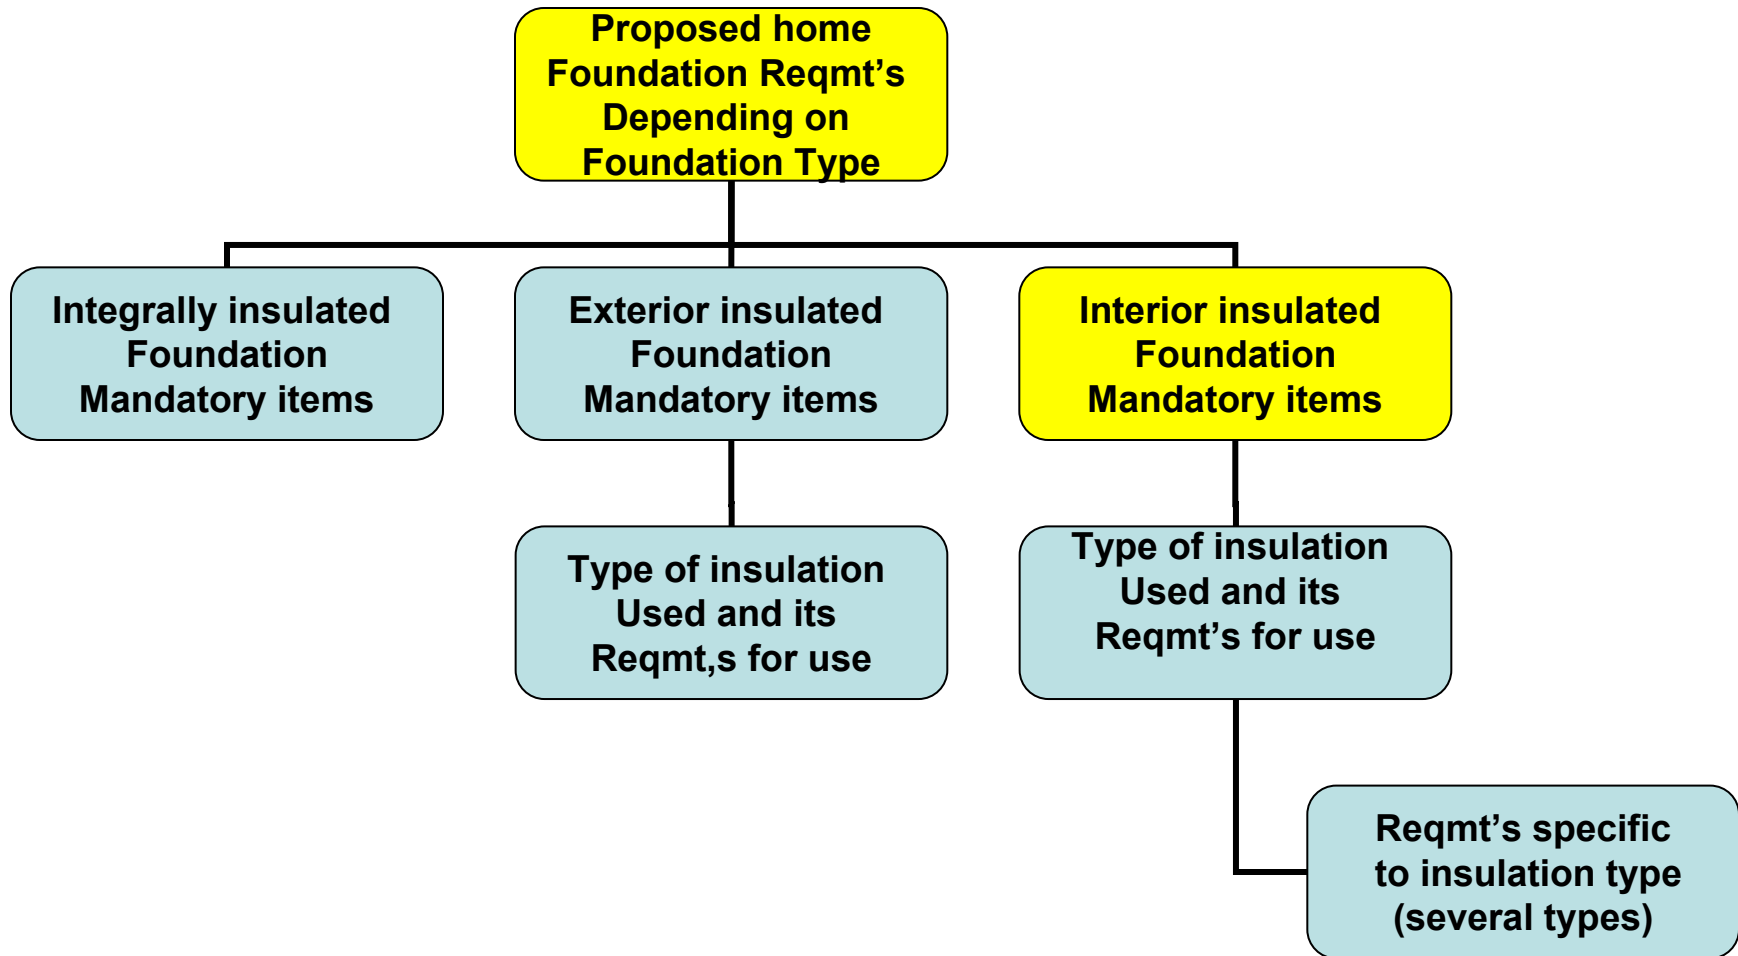 Proposed home
Foundation Reqmt’s
Depending on
Foundation Type
Integrally insulated
Foundation
Mandatory items
Exterior insulated
Foundation
Mandatory items
Interior insulated
Foundation
Mandatory items
Type of insulation
Used and its
Reqmt,s for use
Type of insulation
Used and its
Reqmt’s for use
Reqmt’s specific
to insulation type
(several types)